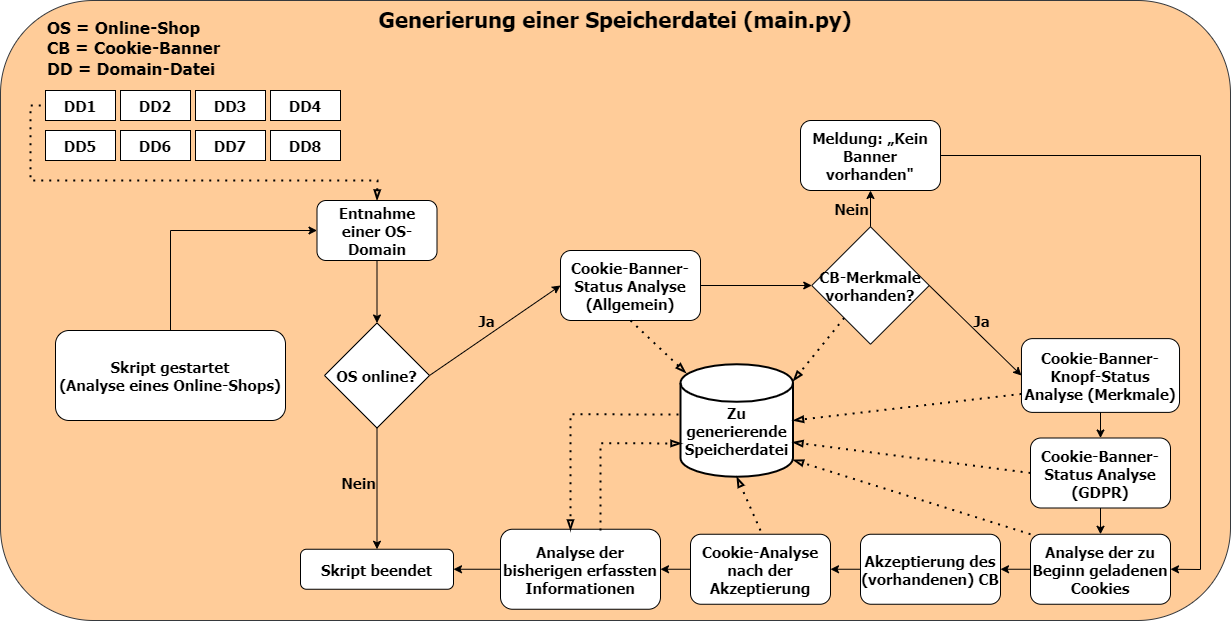 Generierung einer Speicherdatei (main.py)
OS = Online-Shop
CB = Cookie-Banner
DD = Domain-Datei
DD1 DD2 DD3 DD4
DD5 DD6 DD7 DD8
Entnahme
einer OS-
Domain
Skript gestartet
(Analyse eines Online-Shops)
OS online?
Ja
Nein
Skript beendet
Cookie-Banner-
Status Analyse
(Allgemein)
CB-Merkmale
vorhanden?
Nein
Meldung: „Kein
Banner
vorhanden"
Ja
Cookie-Banner-
Knopf-Status
Analyse (Merkmale)
Cookie-Banner-
Status Analyse
(GDPR)
Analyse der zu
Beginn geladenen
Cookies
Akzeptierung des
(vorhandenen) CB
Cookie-Analyse
nach der
Akzeptierung
Analyse der
bisherigen erfassten
Informationen
Zu
generierende
Speicherdatei